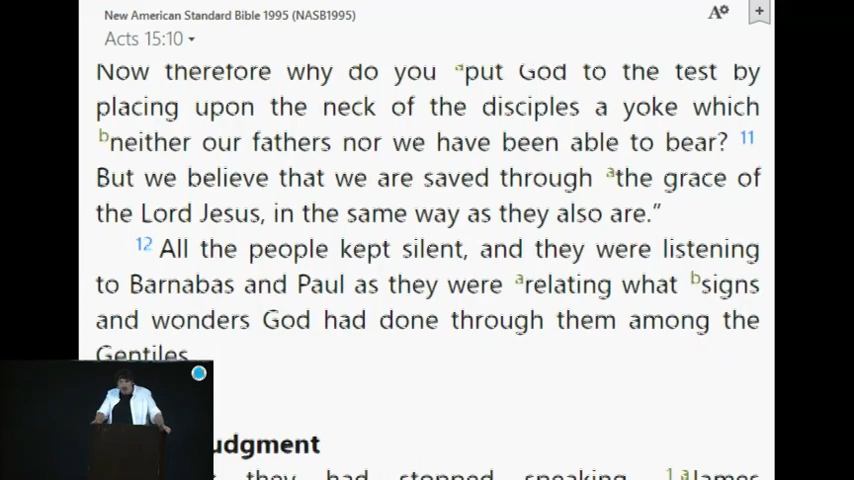 New American Standard Bible 1995 (NASB1995)
Acts 15:10
Now therefore why do you ᵃput God to the test by
placing upon the neck of the disciples a yoke which
ᵇneither our fathers nor we have been able to bear? 11
But we believe that we are saved through ᵃthe grace of
the Lord Jesus, in the same way as they also are.”
12 All the people kept silent, and they were listening
to Barnabas and Paul as they were ᵃrelating what ᵇsigns
and wonders God had done through them among the
Gentiles.
they had stopped speaking, 1 ᵃJames